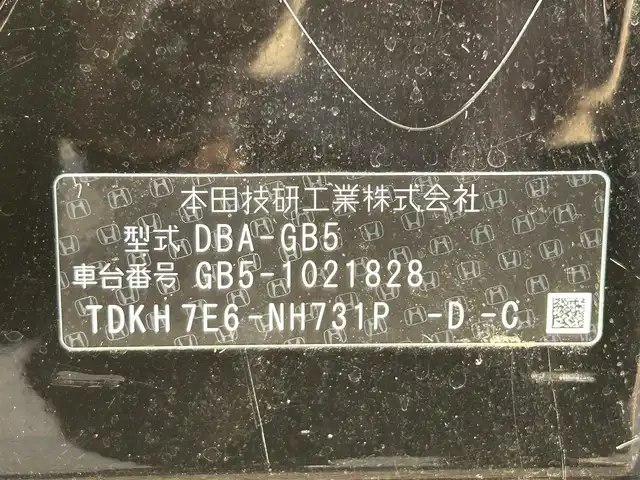 本田技研工業株式会社
型式 DBA-GB5
車台番号 GB5-1021828
TDKH 7E6-NH731P -D -C